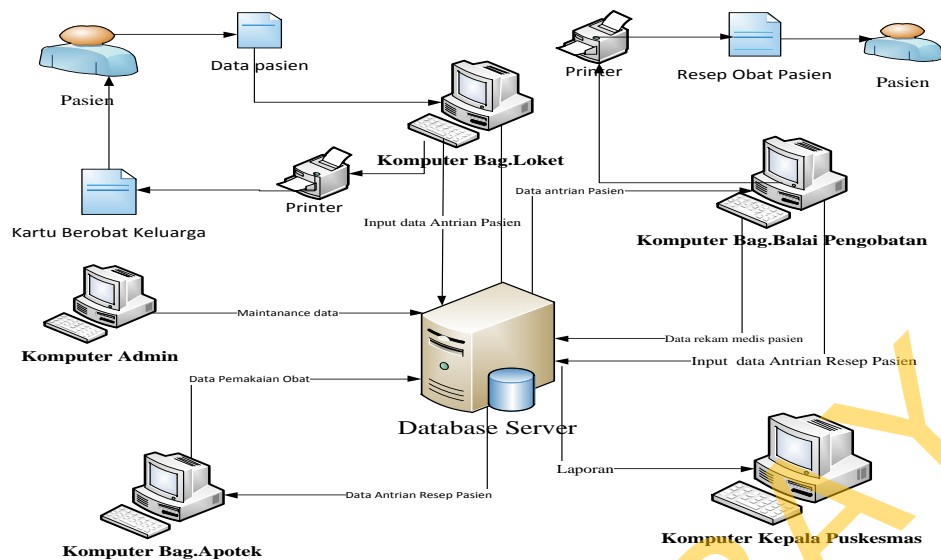 Data pasien
Pasien
Printer
Resep Obat Pasien
Pasien
Komputer Bag.Loket
Printer
Kartu Berobat Keluarga
Data antrian Pasien
Input data Antrian Pasien
Komputer Bag.Balai Pengobatan
Maintanance data
Komputer Admin
Data rekam medis pasien
Input data Antrian Resep Pasien
Data Pemakaian Obat
Database Server
Laporan
Data Antrian Resep Pasien
Komputer Bag.Apotek
Komputer Kepala Puskesmas
AY